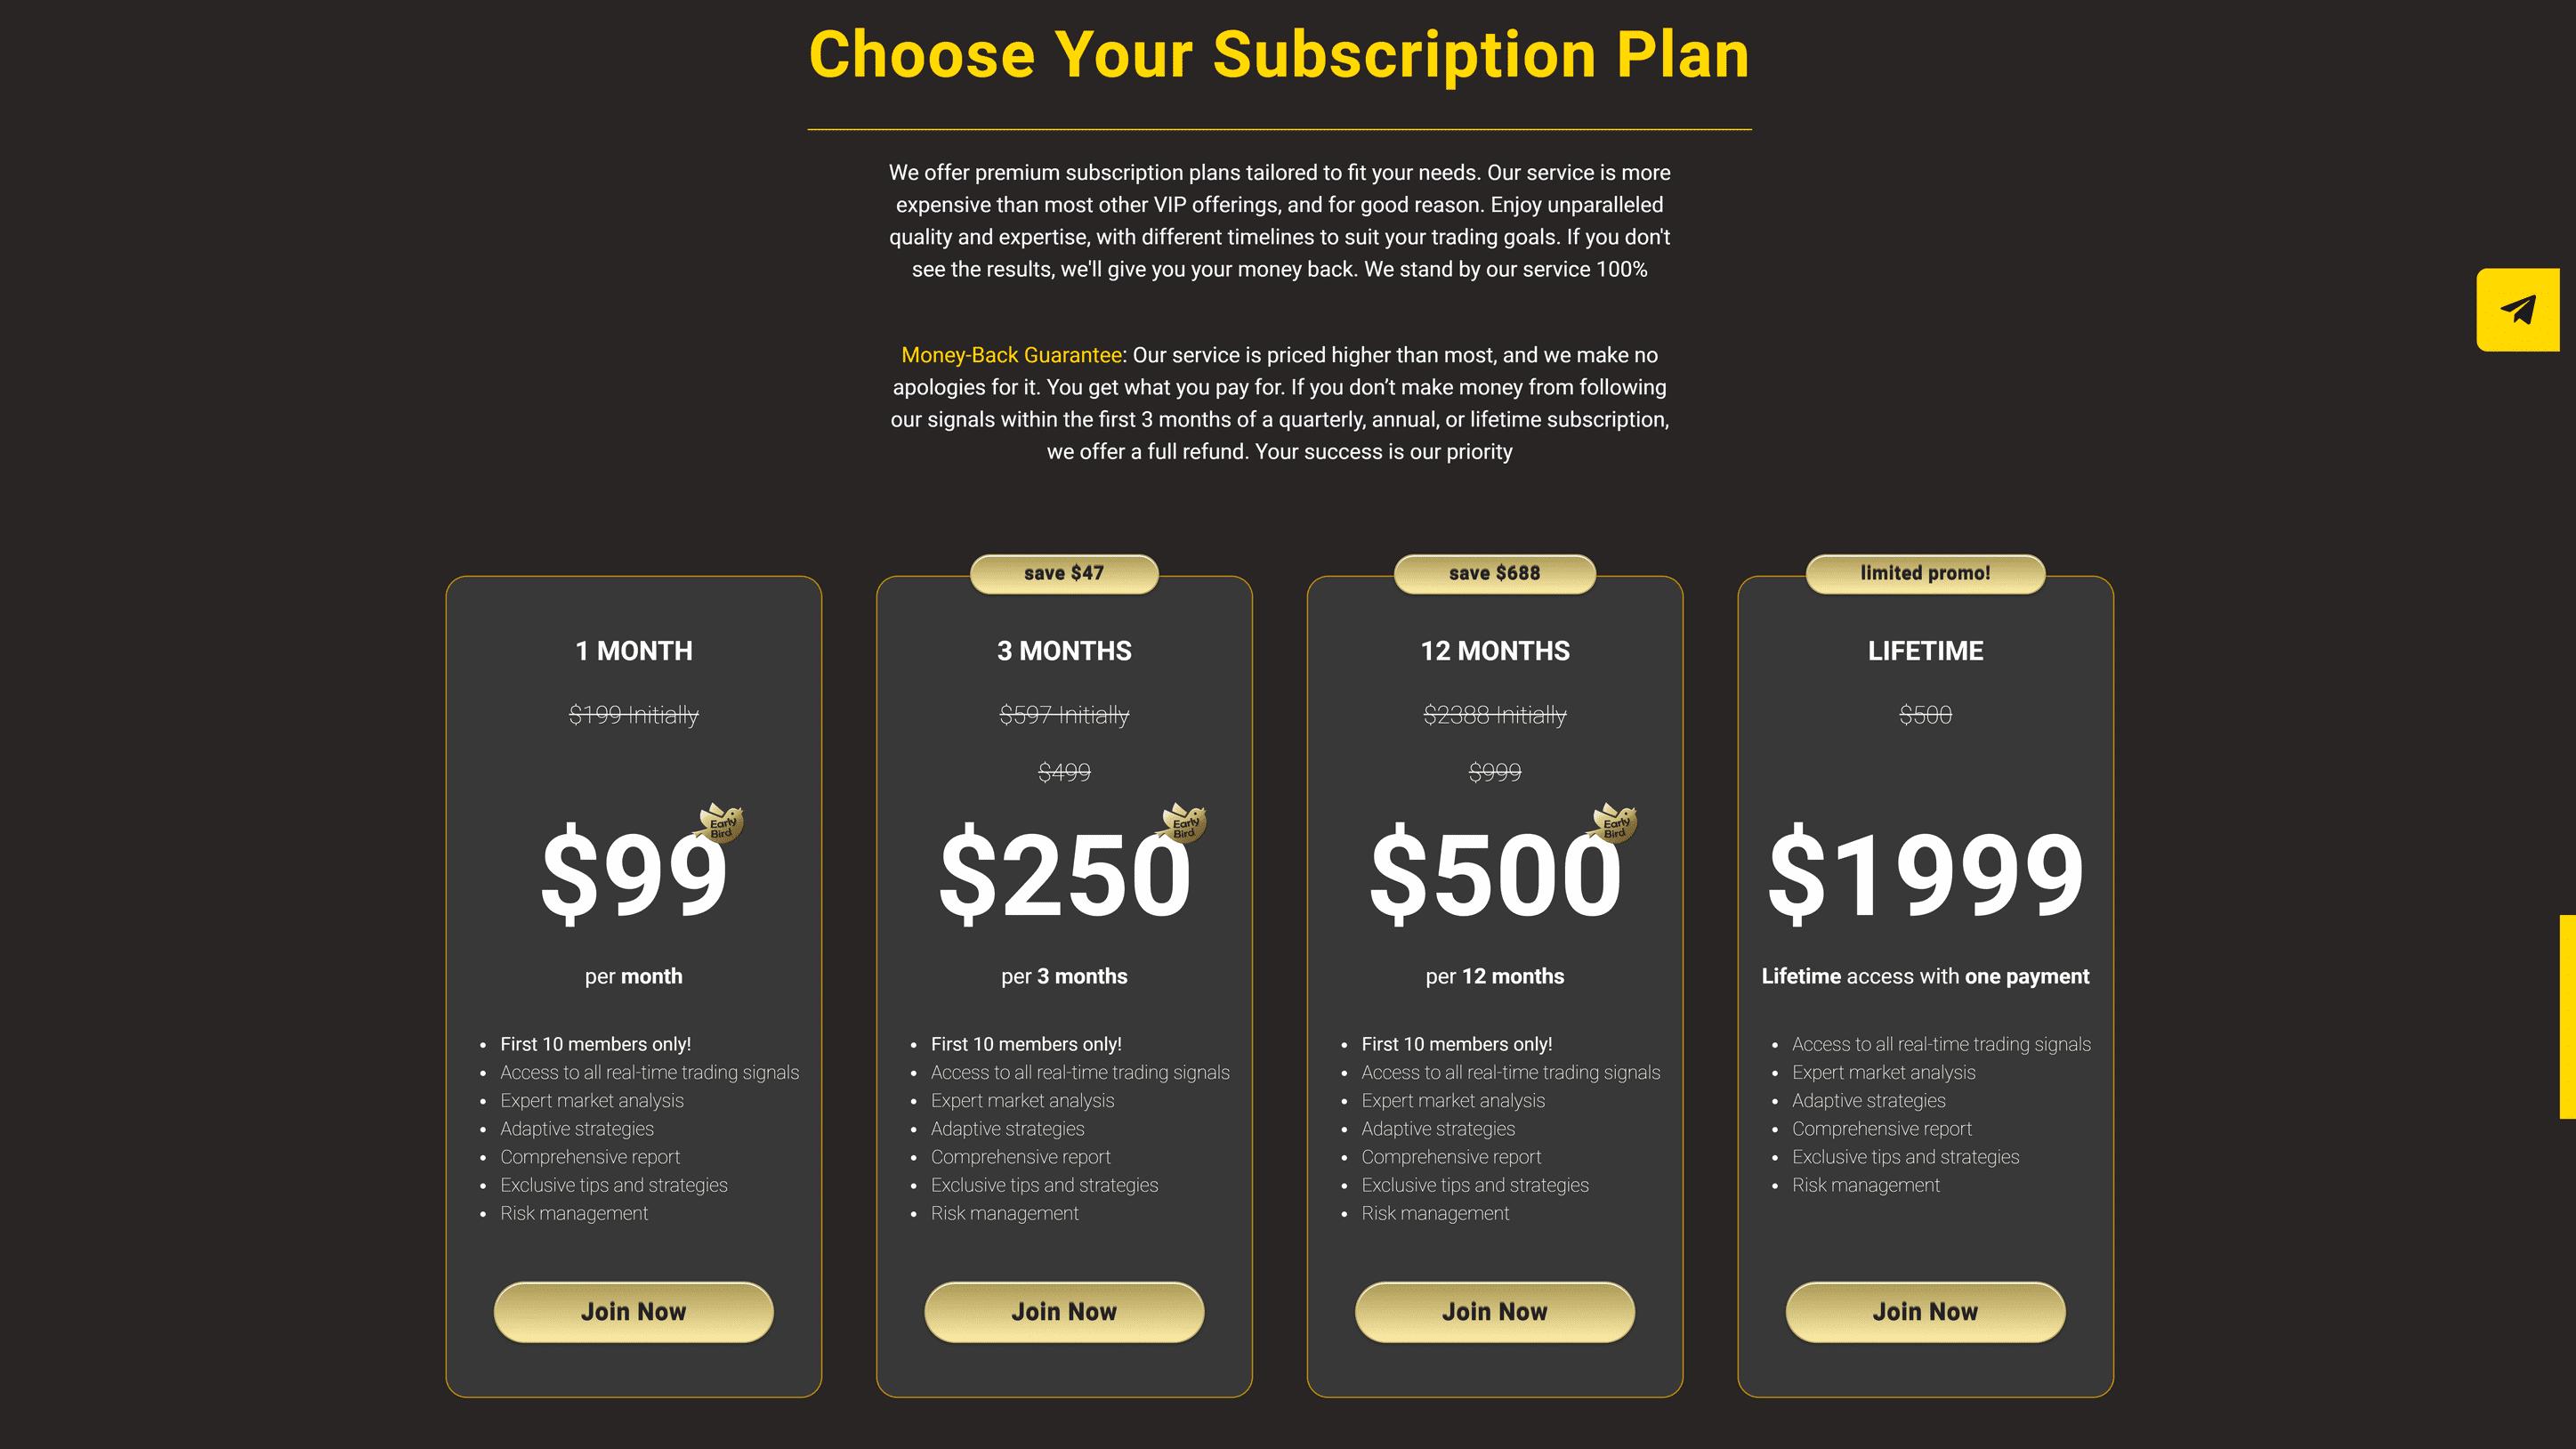 Choose Your Subscription Plan
We offer premium subscription plans tailored to fit your needs. Our service is more
expensive than most other VIP offerings, and for good reason. Enjoy unparalleled
quality and expertise, with different timelines to suit your trading goals. If you don't
see the results, we'll give you your money back. We stand by our service 100%
Money-Back Guarantee: Our service is priced higher than most, and we make no
apologies for it. You get what you pay for. If you don’t make money from following
our signals within the first 3 months of a quarterly, annual, or lifetime subscription,
we offer a full refund. Your success is our priority
1 MONTH
$199 Initially
Early
Bird
$99
per month
First 10 members only!
Access to all real-time trading signals
Expert market analysis
Adaptive strategies
Comprehensive report
Exclusive tips and strategies
Risk management
Join Now
save $47
3 MONTHS
$597 Initially
$499
Early
Bird
$250
per 3 months
First 10 members only!
Access to all real-time trading signals
Expert market analysis
Adaptive strategies
Comprehensive report
Exclusive tips and strategies
Risk management
Join Now
save $688
12 MONTHS
$2388 Initially
$999
Early
Bird
$500
per 12 months
First 10 members only!
Access to all real-time trading signals
Expert market analysis
Adaptive strategies
Comprehensive report
Exclusive tips and strategies
Risk management
Join Now
limited promo!
LIFETIME
$500
$1999
Lifetime access with one payment
Access to all real-time trading signals
Expert market analysis
Adaptive strategies
Comprehensive report
Exclusive tips and strategies
Risk management
Join Now